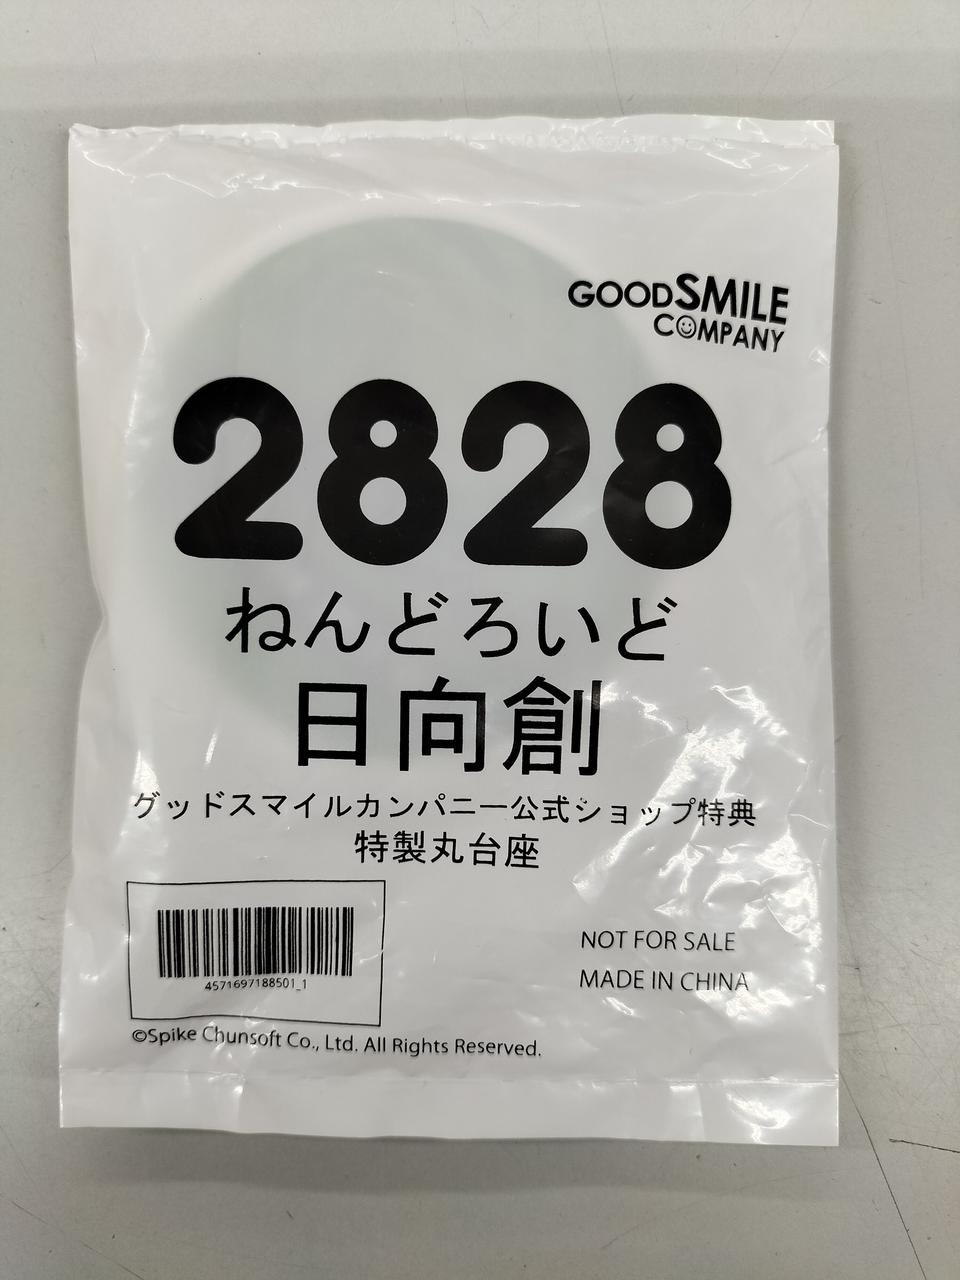 GOODSMILE
COMPANY
2828
ねんどろいど
日向創
グッドスマイルカンパニー公式ショップ特典
特製丸台座
4571697188501_1
NOT FOR SALE
MADE IN CHINA
©Spike Chunsoft Co., Ltd. All Rights Reserved.